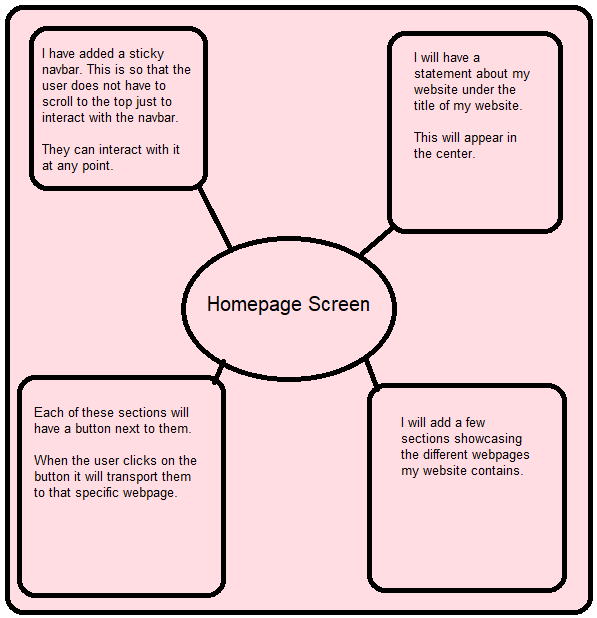 I have added a sticky
navbar. This is so that the
user does not have to
scroll to the top just to
interact with the navbar.
They can interact with it
at any point.
I will have a
statement about my
website under the
title of my website.
This will appear in
the center.
Homepage Screen
Each of these sections will
have a button next to them.
When the user clicks on the
button it will transport them
to that specific webpage.
I will add a few
sections showcasing
the different webpages
my website contains.